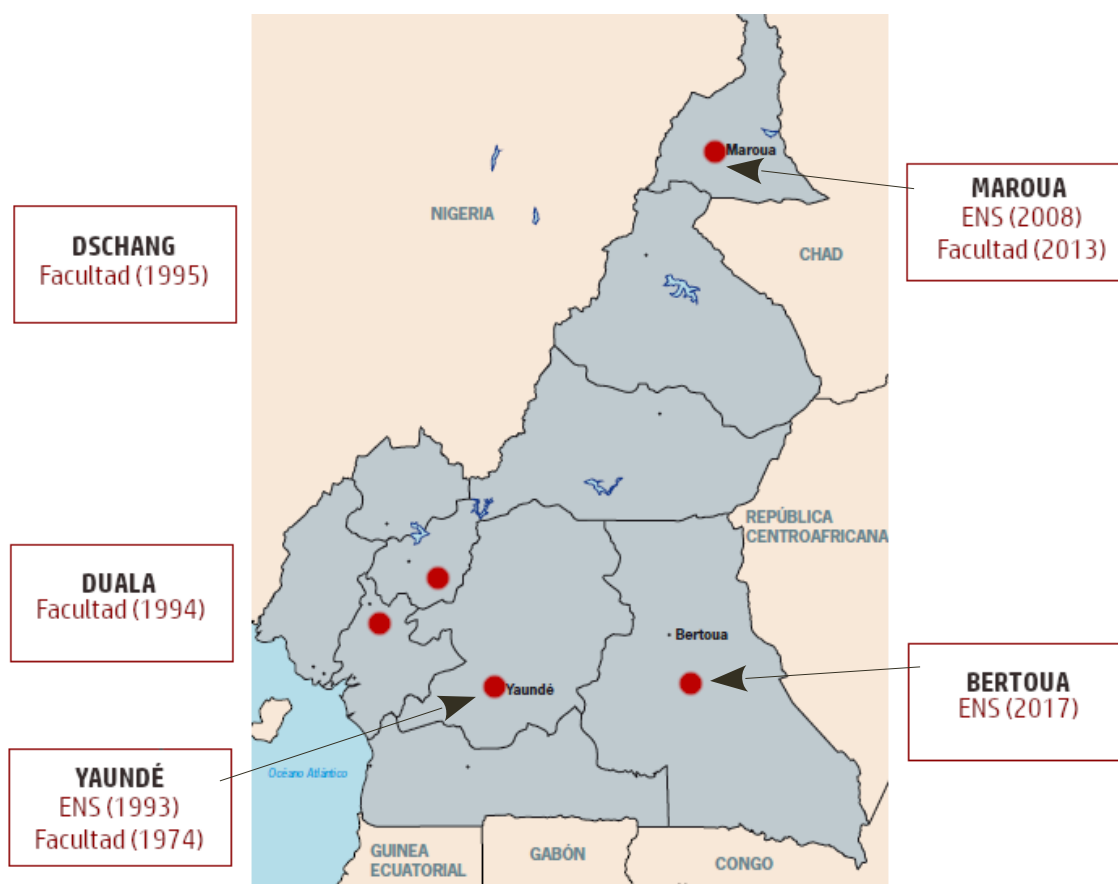 DSCHANG
Facultad (1995)
DUALA
Facultad (1994)
YAUNDÉ
ENS (1993)
Facultad (1974)
Maroua
NIGERIA
CHAD
REPÚBLICA
CENTROAFRICANA
Bertoua
Yaundé
Océano Atlántico
GUINEA
ECUATORIAL
GABÓN
CONGO
MAROUA
ENS (2008)
Facultad (2013)
BERTOUA
ENS (2017)